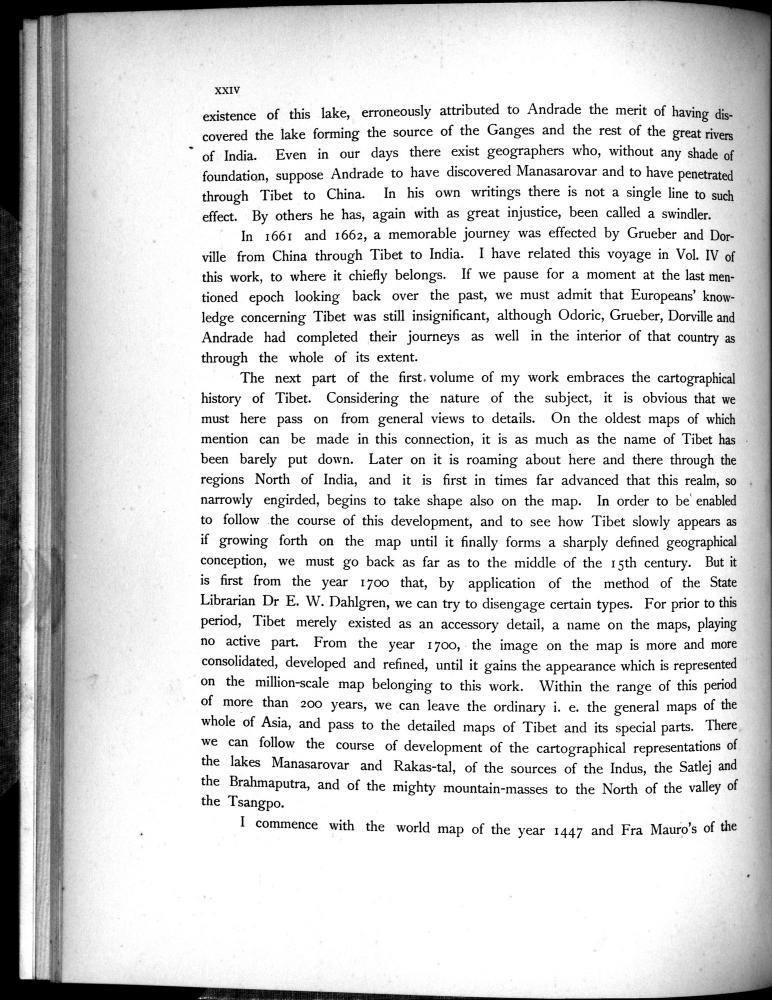 XXIV
existence of this lake, erroneously attributed to Andrade the merit of having dis-
covered the lake forming the source of the Ganges and the rest of the great rivers
of India. Even in our days there exist geographers who, without any shade of
foundation, suppose Andrade to have discovered Manasarovar and to have penetrated
through Tibet to China. In his own writings there is not a single line to such
effect. By others he has, again with as great injustice, been called a swindler.
In 1661 and 1662, a memorable journey was effected by Grueber and Dor-
ville from China through Tibet to India. I have related this voyage in Vol. IV of
this work, to where it chiefly belongs. If we pause for a moment at the last men-
tioned epoch looking back over the past, we must admit that Europeans' know-
ledge concerning Tibet was still insignificant, although Odoric, Grueber, Dorville and
Andrade had completed their journeys as well in the interior of that country as
through the whole of its extent.
The next part of the first volume of my work embraces the cartographical
history of Tibet. Considering the nature of the subject, it is obvious that we
must here pass on from general views to details. On the oldest maps of which
mention can be made in this connection, it is as much as the name of Tibet has
been barely put down. Later on it is roaming about here and there through the
regions North of India, and it is first in times far advanced that this realm, so
narrowly engirded, begins to take shape also on the map. In order to be enabled
to follow the course of this development, and to see how Tibet slowly appears as
if growing forth on the map until it finally forms a sharply defined geographical
conception, we must go back as far as to the middle of the 15th century. But it
is first from the year 1700 that, by application of the method of the State
Librarian Dr E. W. Dahlgren, we can try to disengage certain types. For prior to this
period, Tibet merely existed as an accessory detail, a name on the maps, playing
no active part. From the year 1700, the image on the map is more and more
consolidated, developed and refined, until it gains the appearance which is represented
on the million-scale map belonging to this work. Within the range of this period
of more than 200 years, we can leave the ordinary i. e. the general maps of the
whole of Asia, and pass to the detailed maps of Tibet and its special parts. There
we can follow the course of development of the cartographical representations of
the lakes Manasarovar and Rakas-tal, of the sources of the Indus, the Satlej and
the Brahmaputra, and of the mighty mountain-masses to the North of the valley of
the Tsangpo.
I commence with the world map of the year 1447 and Fra Mauro's of the